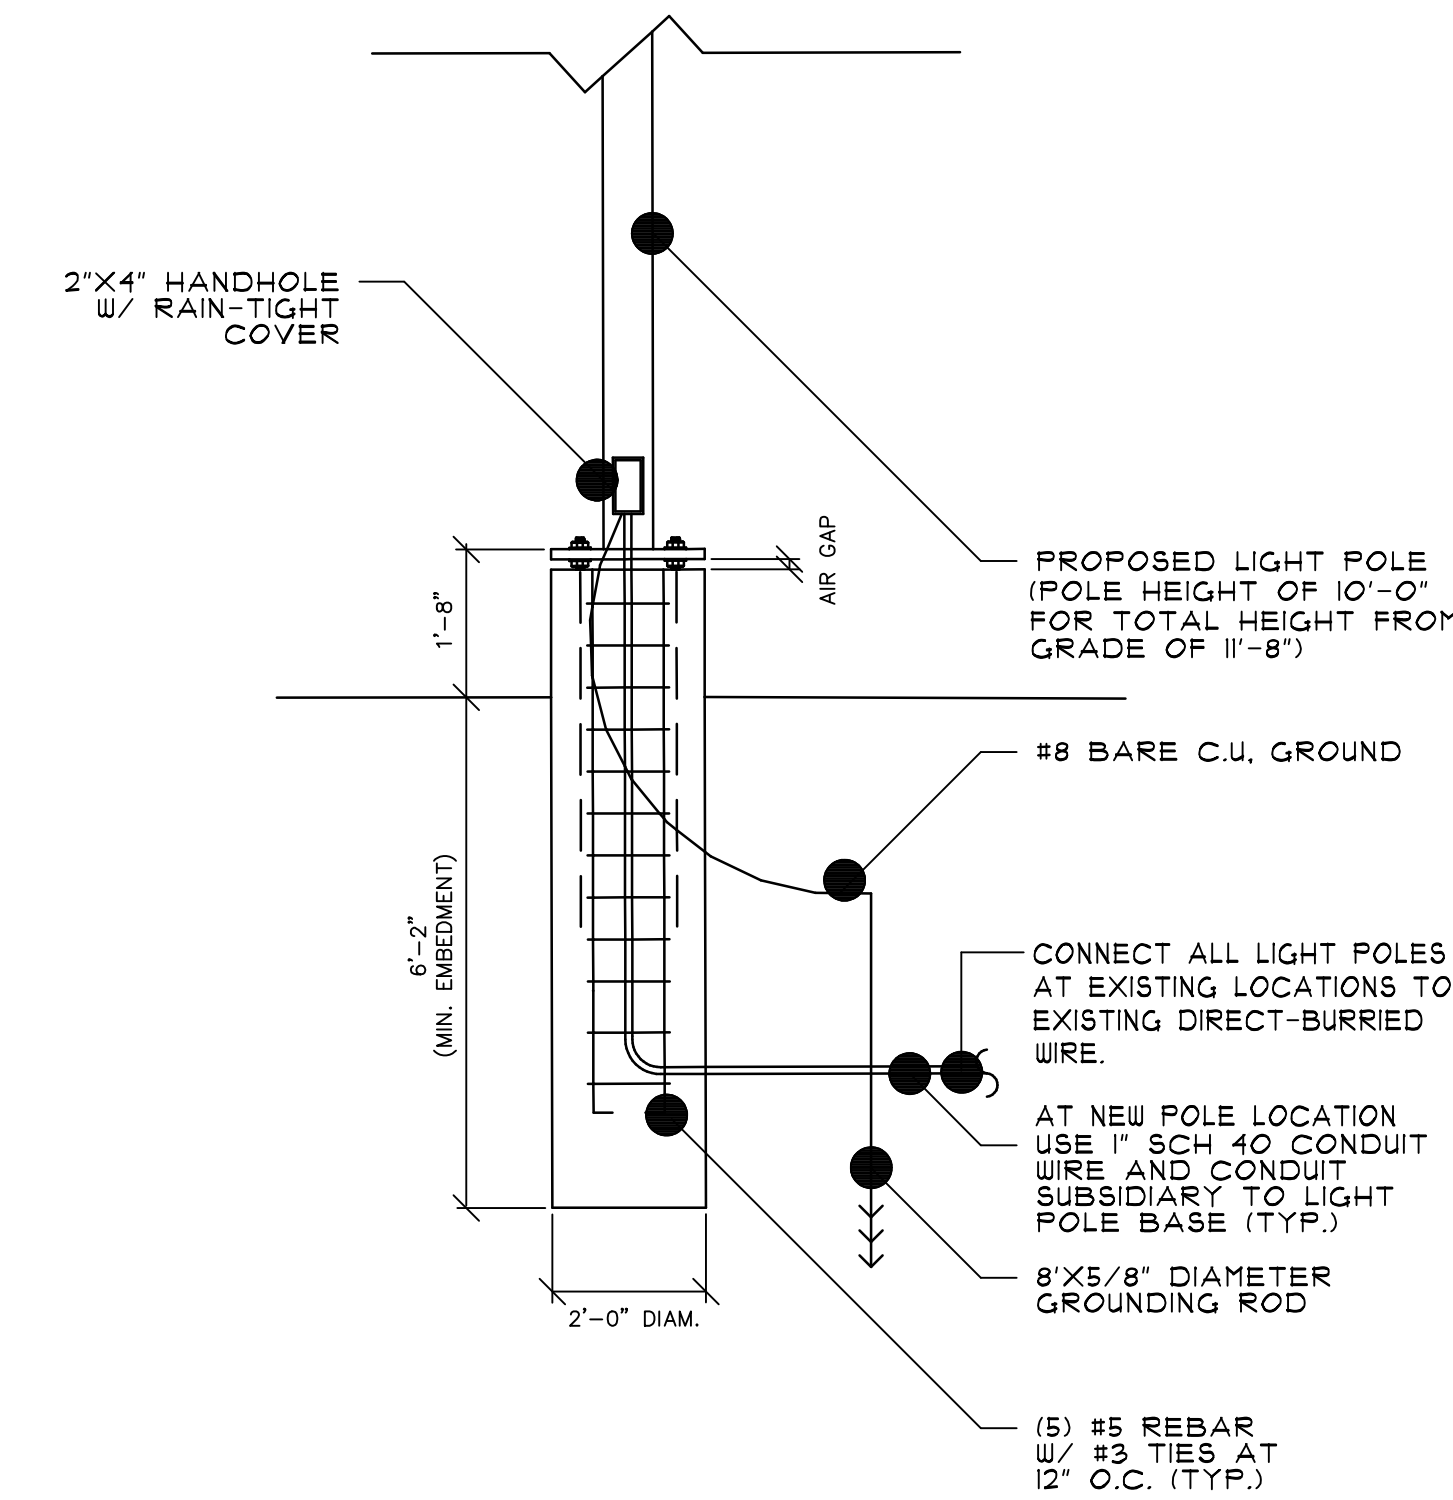 2"X4" HANDHOLE
W/ RAIN-TIGHT
COVER
AIR GAP
1'-8"
PROPOSED LIGHT POLE
(POLE HEIGHT OF 10'-0"
FOR TOTAL HEIGHT FROM
GRADE OF 11'-8")
#8 BARE C.U, GROUND
6'-2"
(MIN. EMBEDMENT)
CONNECT ALL LIGHT POLES
AT EXISTING LOCATIONS TO
EXISTING DIRECT-BURRIED
WIRE.
AT NEW POLE LOCATION
USE 1" SCH 40 CONDUIT
WIRE AND CONDUIT
SUBSIDIARY TO LIGHT
POLE BASE (TYP.)
8'X5/8" DIAMETER
GROUNDING ROD
2'-0" DIAM.
(5) #5 REBAR
W/ #3 TIES AT
12" O.C. (TYP.)